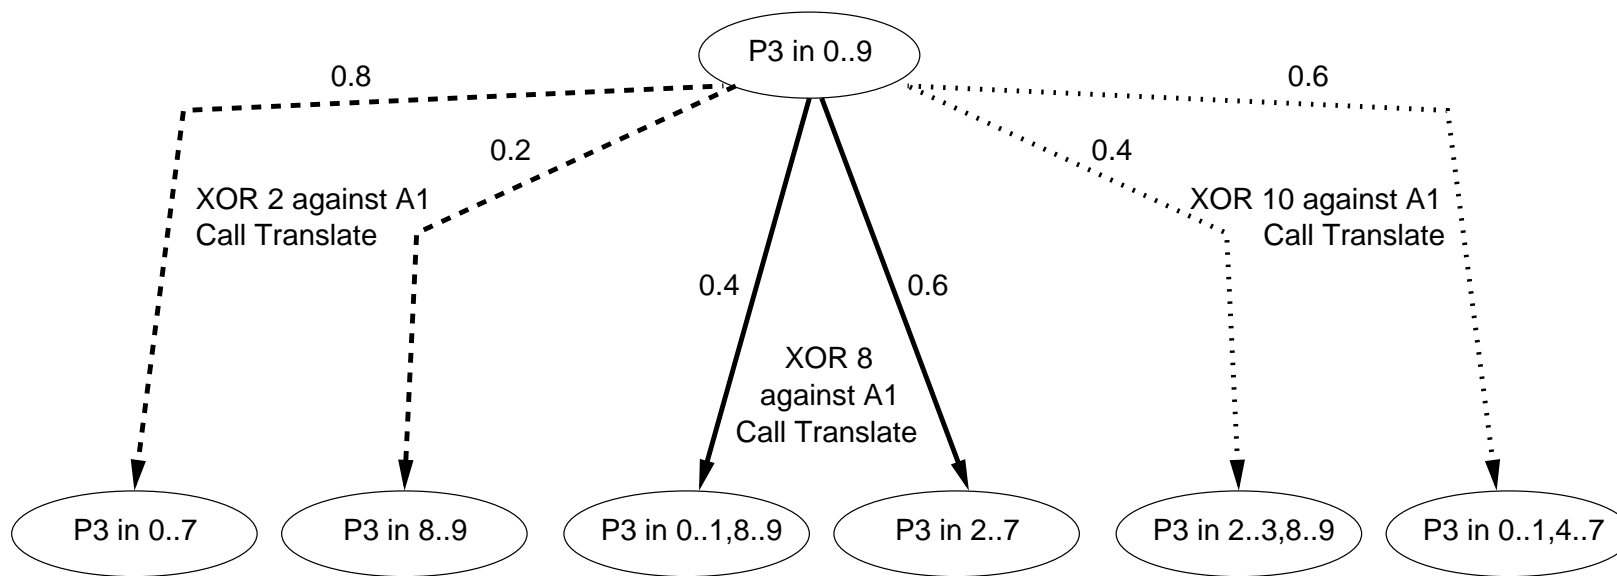 P3 in 0..9
0.8
0.6
0.2
0.4
XOR 2 against A1
Call Translate
XOR 10 against A1
Call Translate
0.4
0.6
XOR 8
against A1
Call Translate
P3 in 0..7
P3 in 8..9
P3 in 0..1,8..9
P3 in 2..7
P3 in 2..3,8..9
P3 in 0..1,4..7